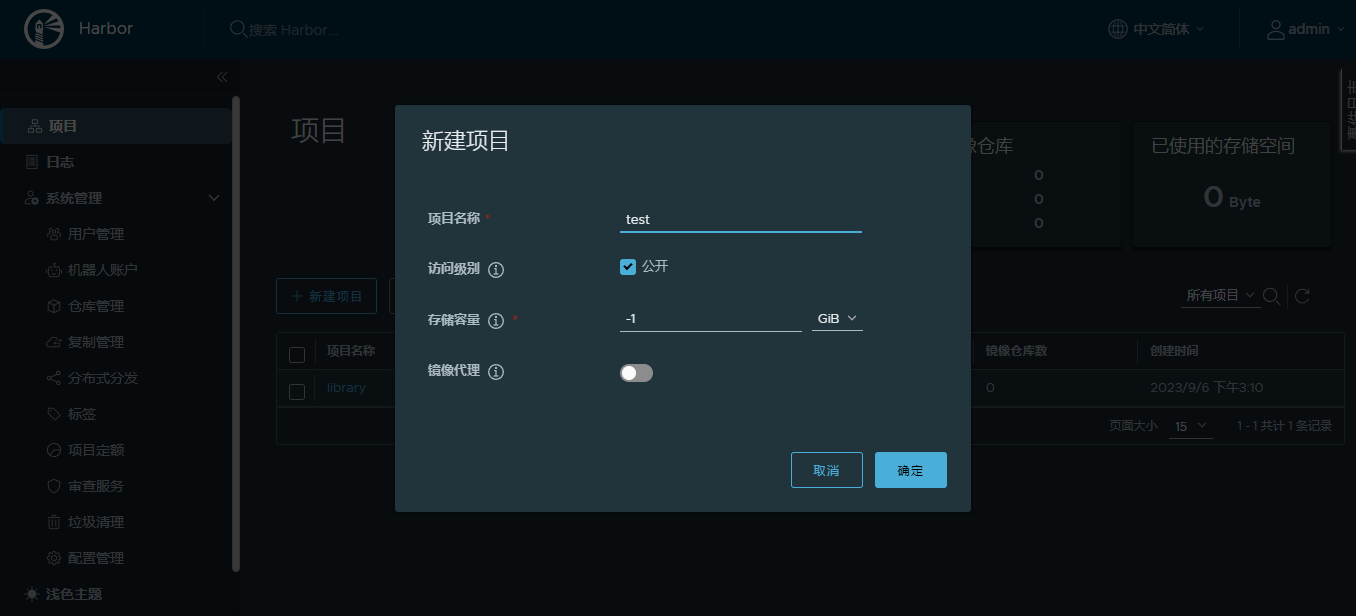 Harbor
搜索 Harbor...
中文简体
admin
项目
日志
系统管理
用户管理
机器人账户
仓库管理
复制管理
分布式分发
标签
项目定额
审查服务
垃圾清理
配置管理
浅色主题
项目
像仓库
0
0
0
已使用的存储空间
0 Byte
新建项目
所有项目
项目名称
镜像仓库数
创建时间
library
0
2023/9/6 下午3:10
页面大小
15
1 - 1 共计 1 条记录
新建项目
项目名称 *
test
访问级别
公开
存储容量 *
-1
GiB
镜像代理
取消
确定